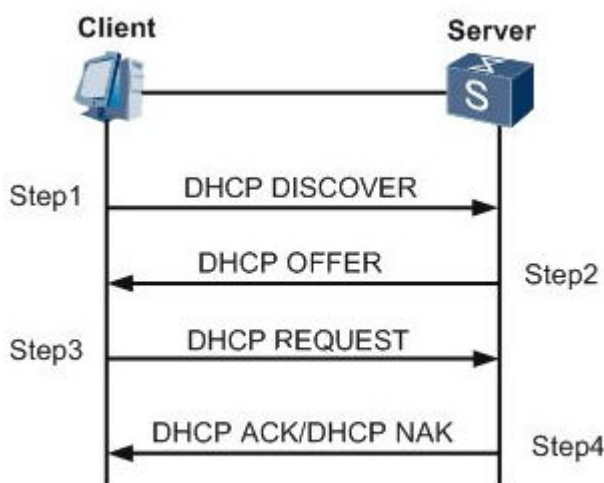 Client
Server
S
Step1
DHCP DISCOVER
DHCP OFFER
Step2
Step3
DHCP REQUEST
DHCP ACK/DHCP NAK
Step4